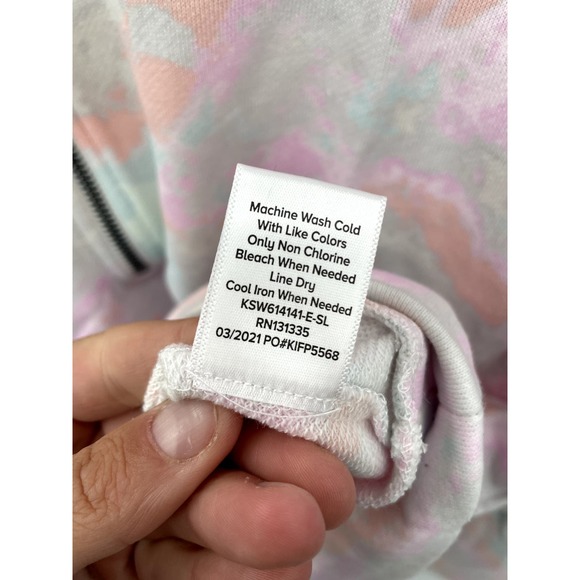 Machine Wash Cold
With Like Colors
Only Non Chlorine
Bleach When Needed
Line Dry
Cool Iron When Needed
KSW614141-E-SL
RN131335
03/2021 PO#KIFP5568